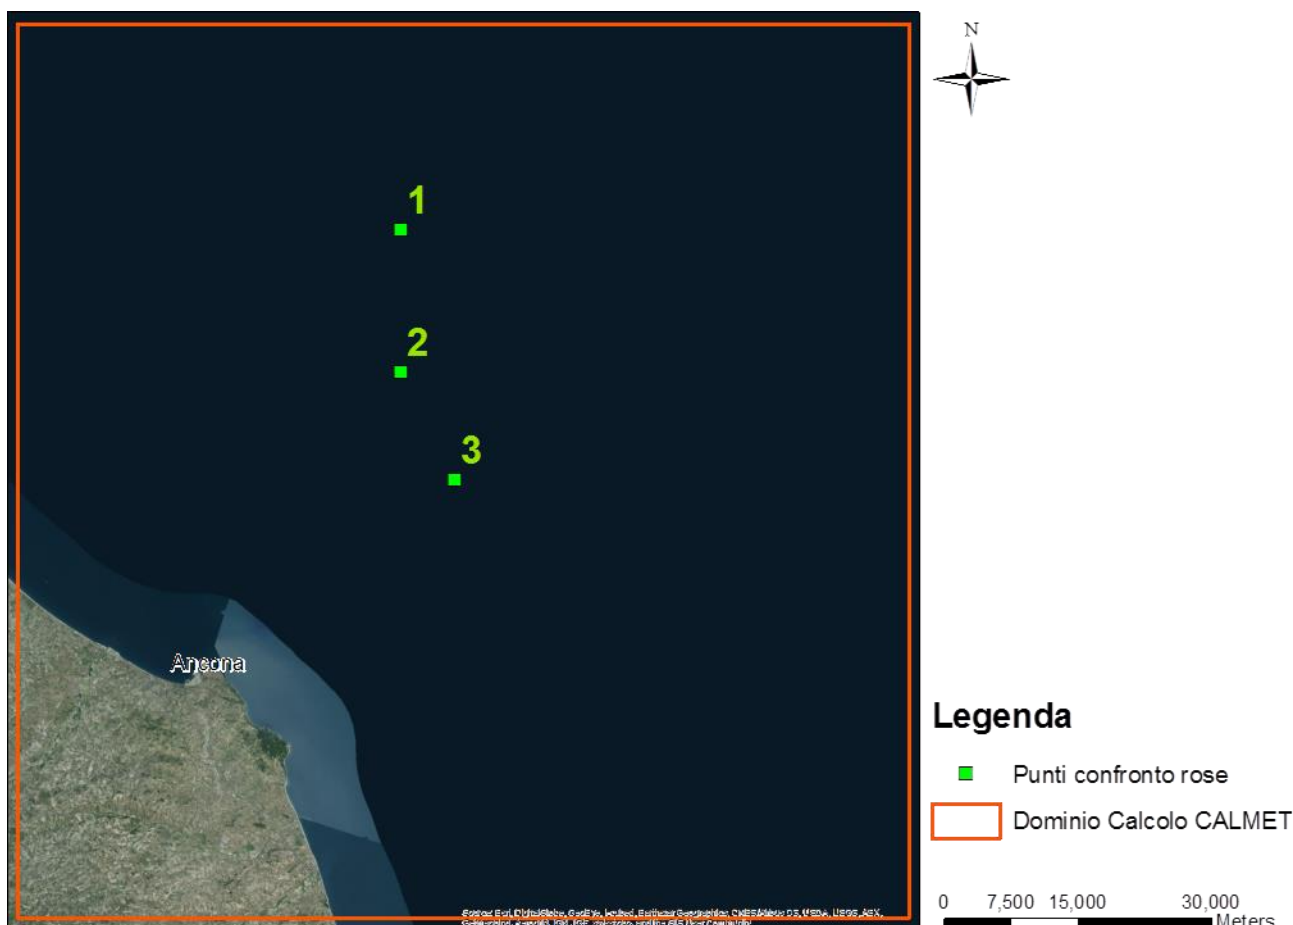 N
1
2
3
Ancona
Legenda
Punti confronto rose
Dominio Calcolo CALMET
0 7,500 15,000 30,000
Meters